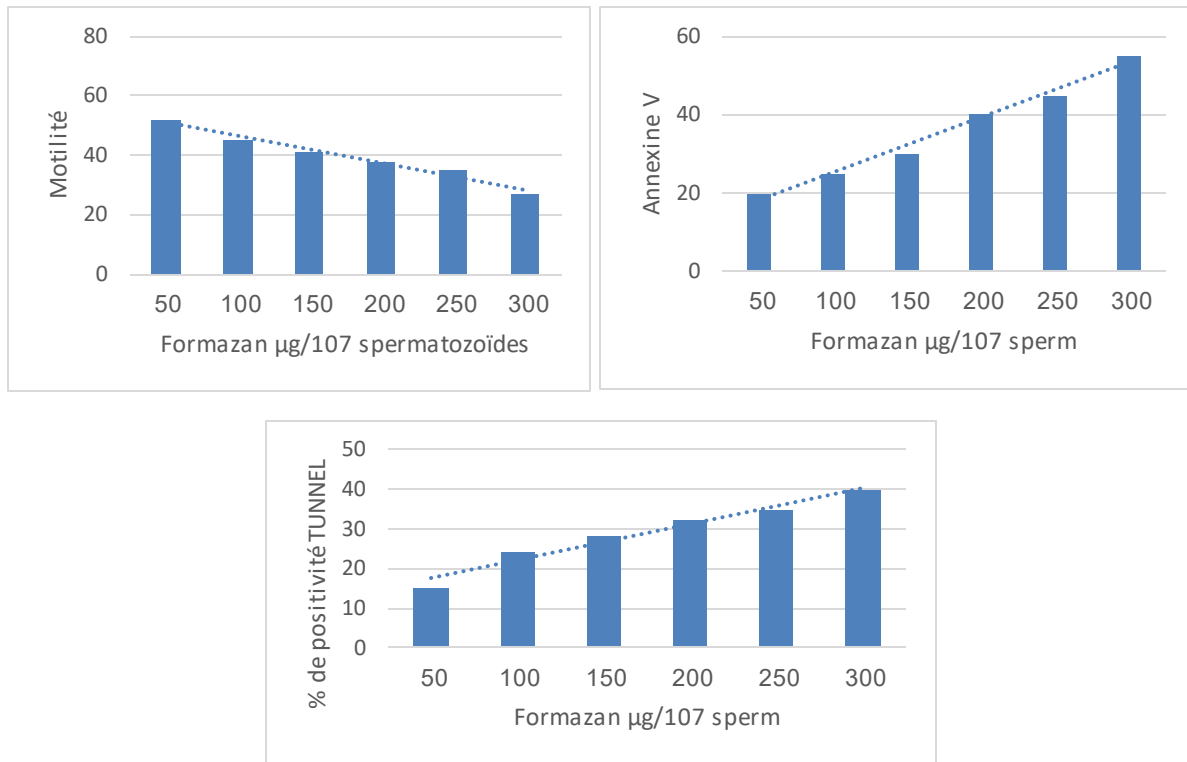 80
60
40
20
0
Motilité
50 100 150 200 250 300
Formazan µg/107 spermatozoïdes
60
40
20
0
Annexine V
50 100 150 200 250 300
Formazan µg/107 sperm
50
40
30
20
10
0
% de positivité TUNNEL
50 100 150 200 250 300
Formazan µg/107 sperm